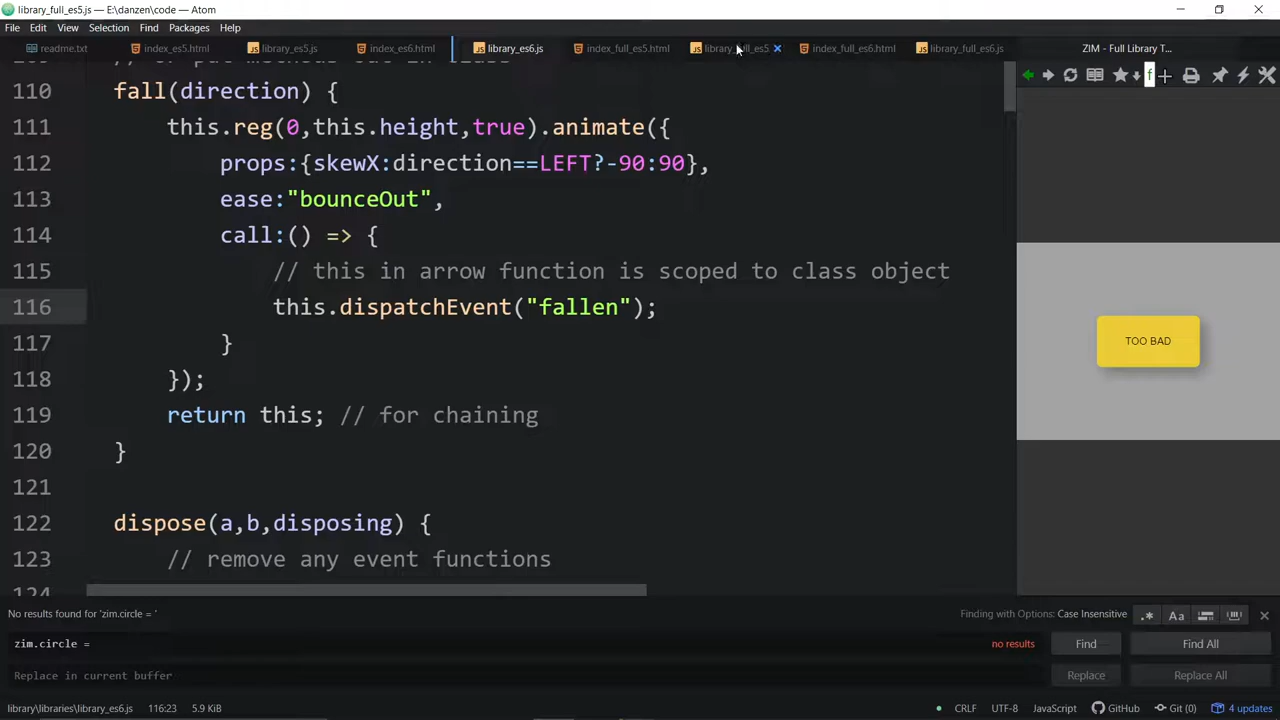 library_full_es5.js — E:\danzen\code — Atom
File Edit View Selection Find Packages Help
readme.txt index_es5.html library_es5.js index_es6.html library_es6.js index_full_es5.html library_full_es5 index_full_es6.html library_full_es6.js ZIM - Full Library T...
110 fall(direction) {
111 this.reg(0,this.height,true).animate({
112 props:{skewX:direction==LEFT?-90:90},
113 ease:"bounceOut",
114 call:() => {
115 // this in arrow function is scoped to class object
116 this.dispatchEvent("fallen");
117 }
118 });
119 return this; // for chaining
120 }
121
122 dispose(a,b,disposing) {
123 // remove any event functions
124
TOO BAD
No results found for 'zim.circle = '
Finding with Options: Case Insensitive
.* Aa
zim.circle =
no results
Find Find All
Replace in current buffer
Replace Replace All
library\libraries\library_es6.js 116:23 5.9 KiB CRLF UTF-8 JavaScript GitHub Git (0) 4 updates